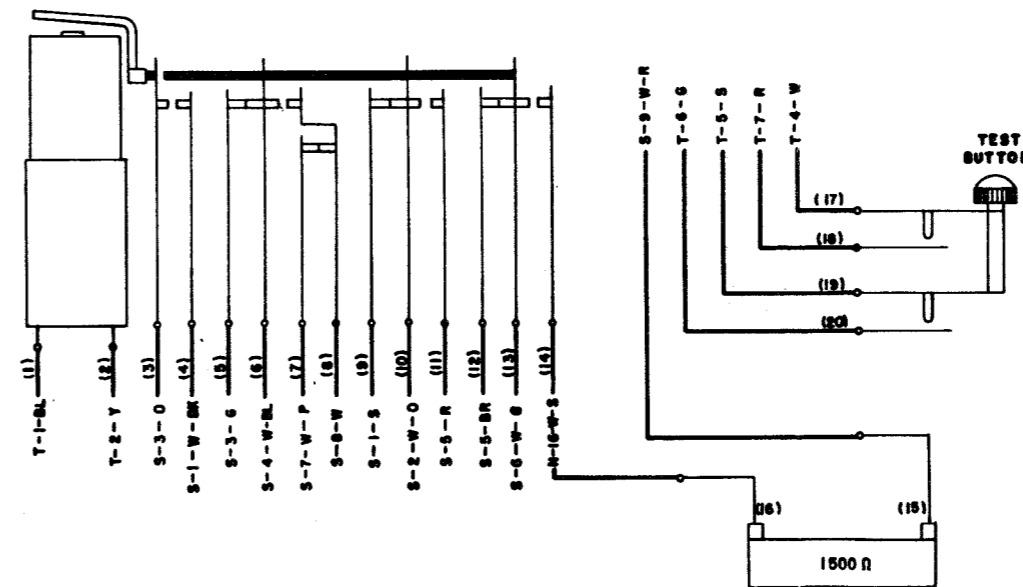 S-9-W-R
T-6-G
T-5-S
T-7-R
T-4-W
TEST
BUTTON
(17)
(18)
(19)
(20)
(1)
(2)
(3)
(4)
(5)
(6)
(7)
(8)
(9)
(10)
(11)
(12)
(13)
(14)
T-1-BL
T-2-Y
S-3-O
S-1-W-BK
S-3-G
S-4-W-BL
S-7-W-P
S-8-W
S-1-S
S-2-W-O
S-5-R
S-5-BR
S-6-W-G
N-16-W-S
(16)
(15)
1500 Ω